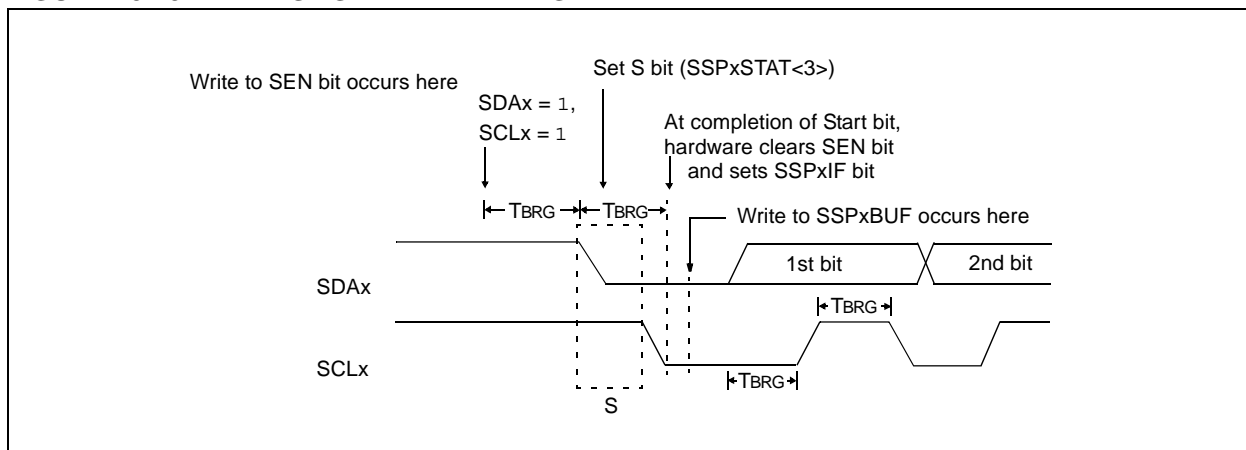 Write to SEN bit occurs here
Set S bit (SSPxSTAT<3>)
SDAx = 1,
SCLx = 1
At completion of Start bit,
hardware clears SEN bit
and sets SSPxIF bit
TBRG
TBRG
Write to SSPxBUF occurs here
SDAx
1st bit
2nd bit
TBRG
SCLx
TBRG
S